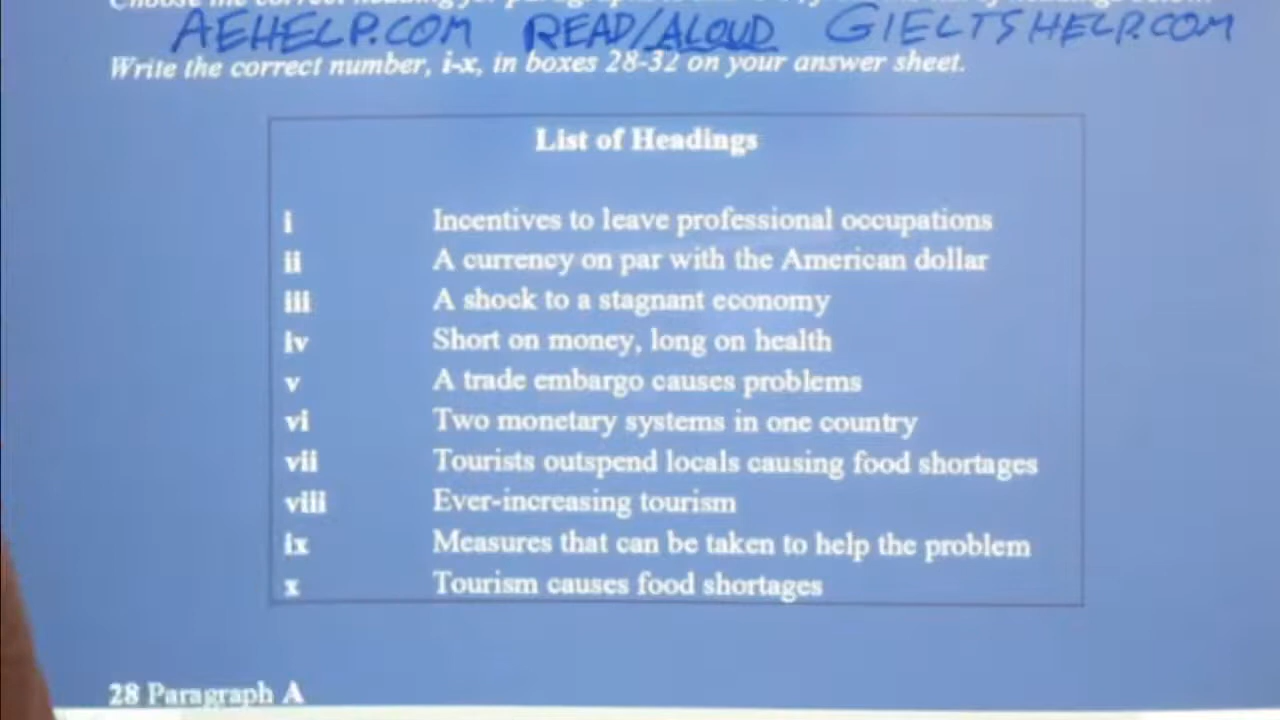 AEHELP.COM READ/ALOUD GIELTSHELP.COM
Write the correct number, i-x, in boxes 28-32 on your answer sheet.
List of Headings
i Incentives to leave professional occupations
ii A currency on par with the American dollar
iii A shock to a stagnant economy
iv Short on money, long on health
v A trade embargo causes problems
vi Two monetary systems in one country
vii Tourists outspend locals causing food shortages
viii Ever-increasing tourism
ix Measures that can be taken to help the problem
x Tourism causes food shortages
28 Paragraph A